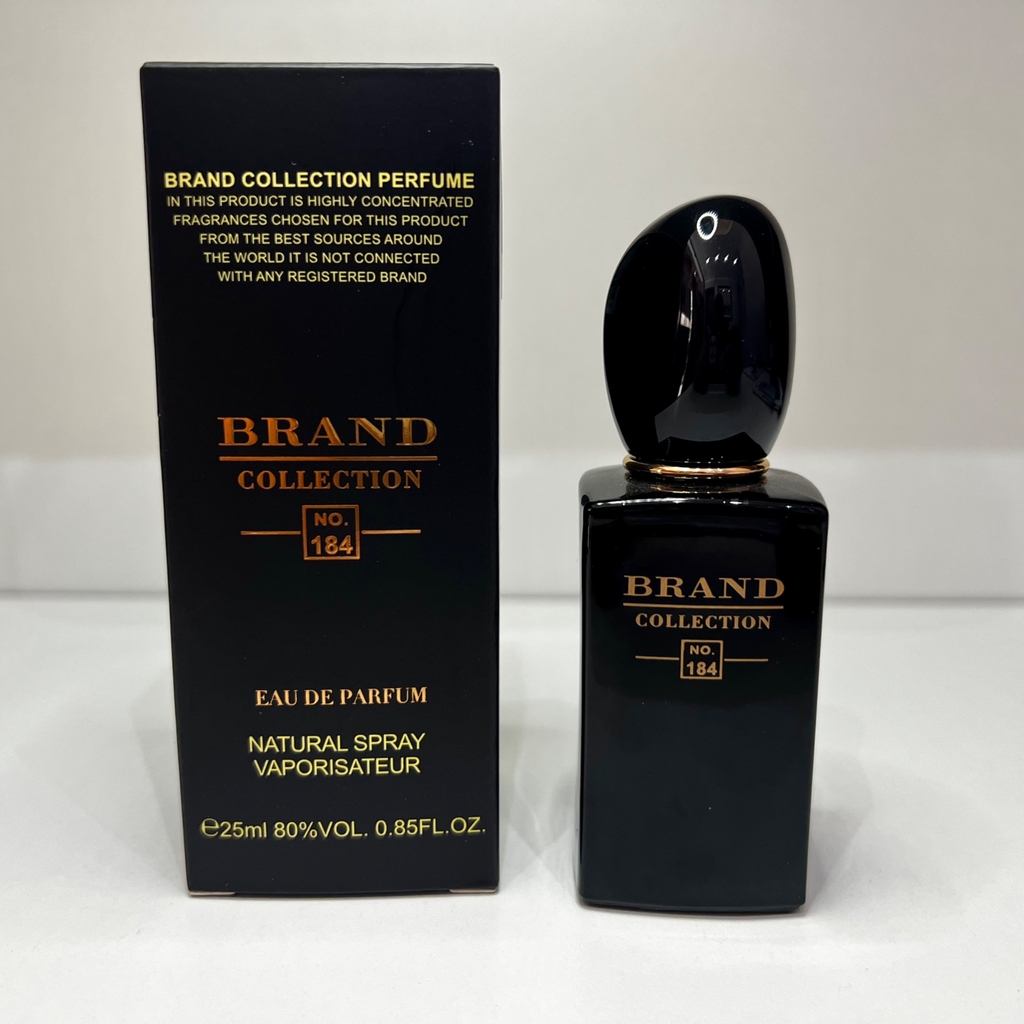 BRAND COLLECTION PERFUME
IN THIS PRODUCT IS HIGHLY CONCENTRATED
FRAGRANCES CHOSEN FOR THIS PRODUCT
FROM THE BEST SOURCES AROUND
THE WORLD IT IS NOT CONNECTED
WITH ANY REGISTERED BRAND
BRAND
COLLECTION
NO.
184
EAU DE PARFUM
NATURAL SPRAY
VAPORISATEUR
℮25ml 80%VOL. 0.85FL.OZ.
BRAND
COLLECTION
NO.
184